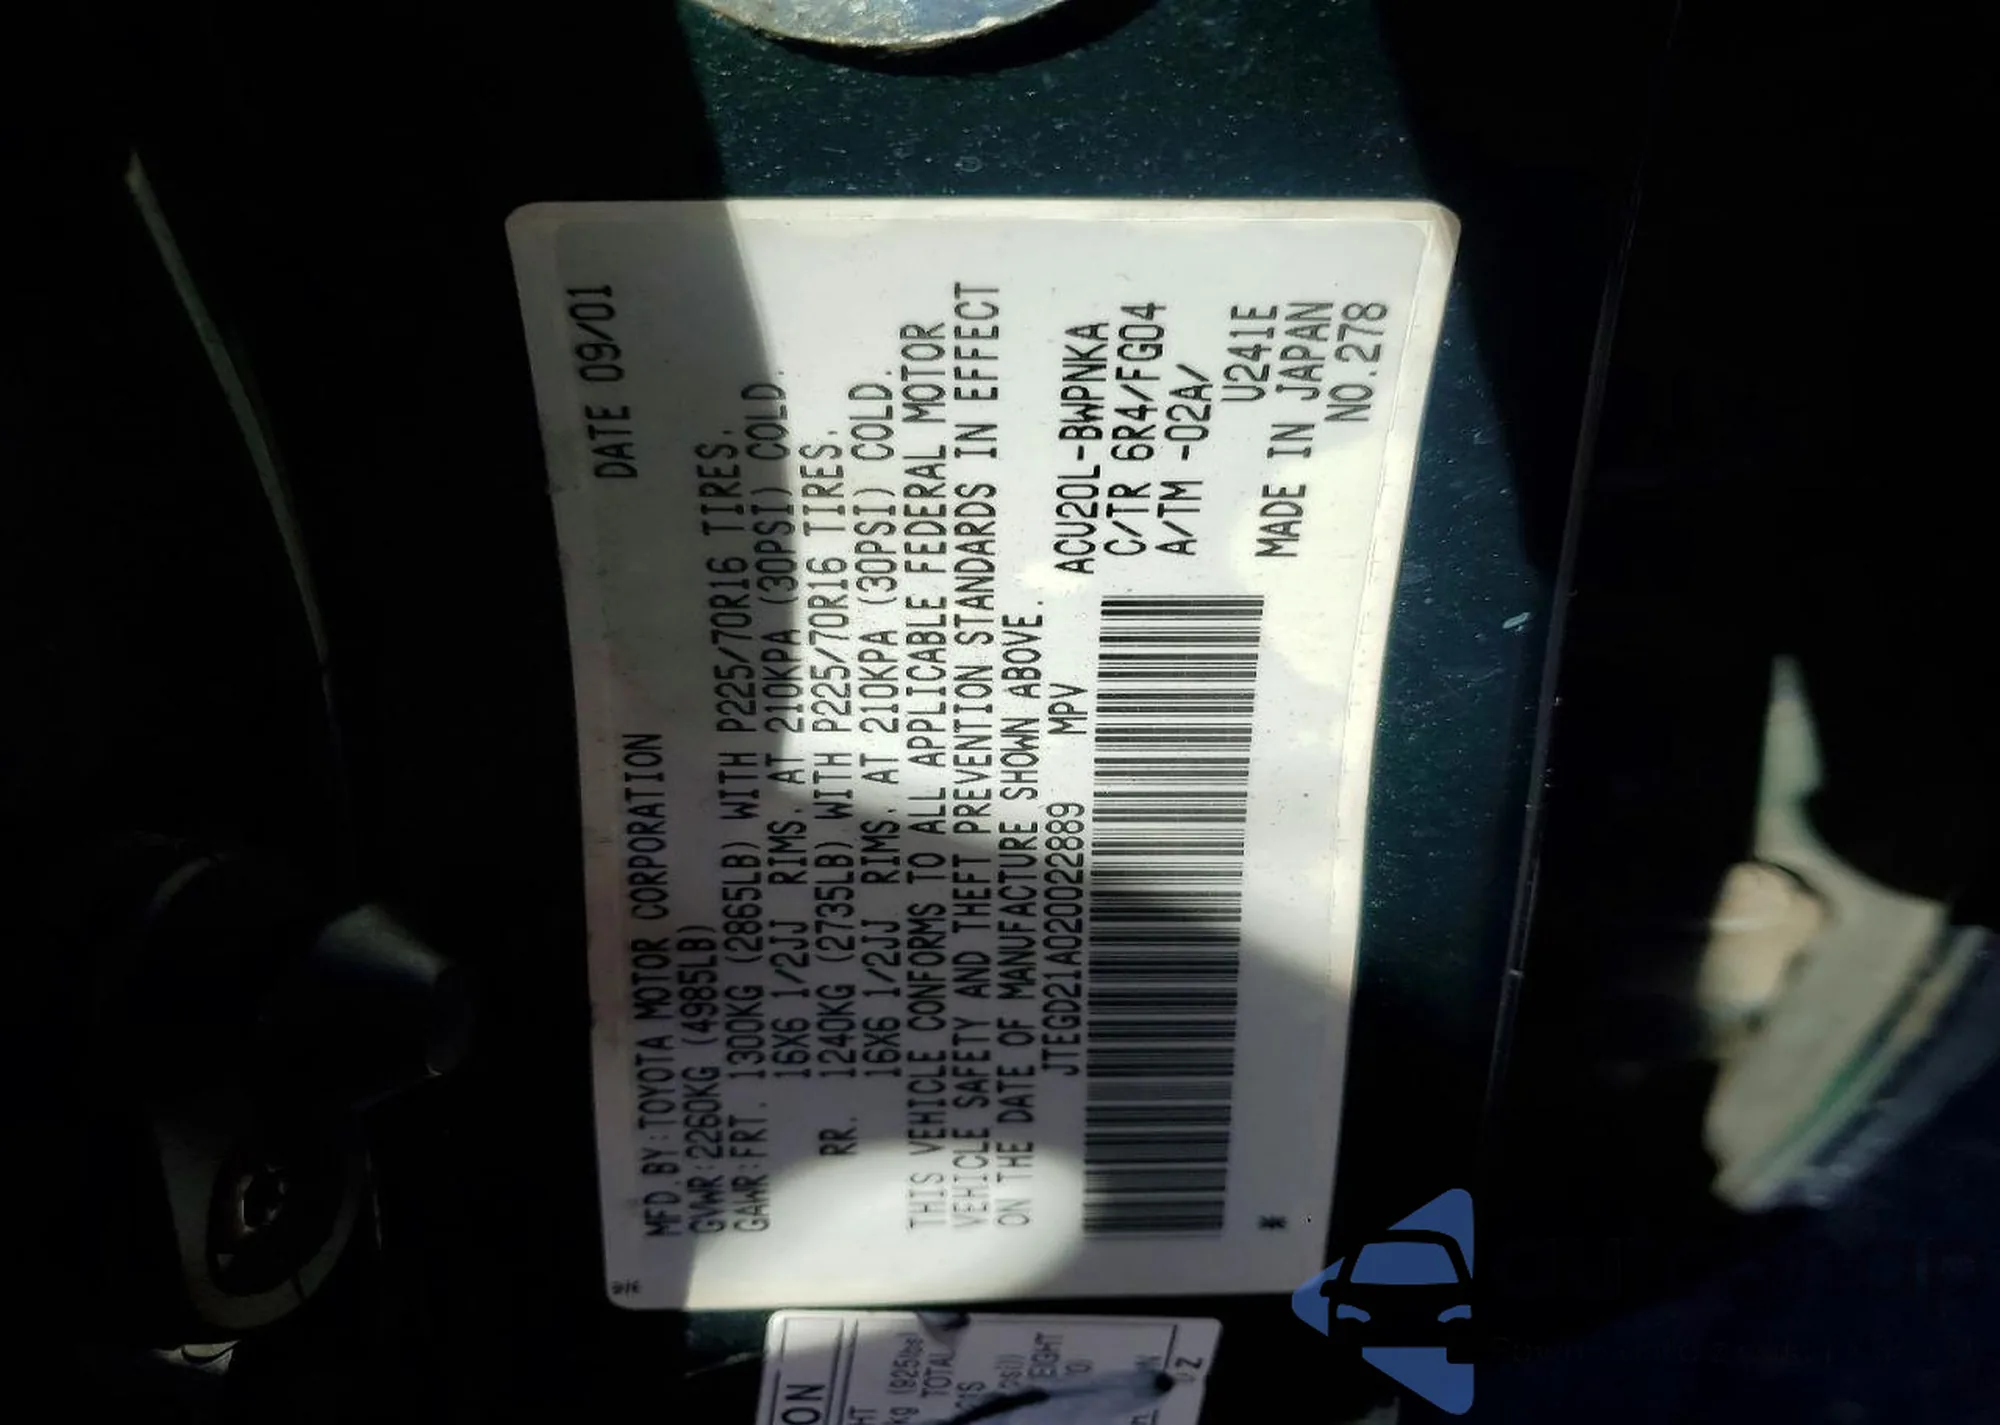 DATE 09/01
MFD.BY:TOYOTA MOTOR CORPORATION
GVWR:2260KG (4985LB)
GAWR:FRT. 1300KG (2865LB) WITH P225/70R16 TIRES,
16X6 1/2JJ RIMS, AT 210KPA (30PSI) COLD.
RR. 1240KG (2735LB) WITH P225/70R16 TIRES,
16X6 1/2JJ RIMS, AT 210KPA (30PSI) COLD.
THIS VEHICLE CONFORMS TO ALL APPLICABLE FEDERAL MOTOR
VEHICLE SAFETY AND THEFT PREVENTION STANDARDS IN EFFECT
ON THE DATE OF MANUFACTURE SHOWN ABOVE.
JTEGD21A020022889 MPV ACU20L-BWPNKA
C/TR 6R4/FG04
A/TM -02A/
U241E
MADE IN JAPAN
NO.278
kg (925lbs
TOTAL